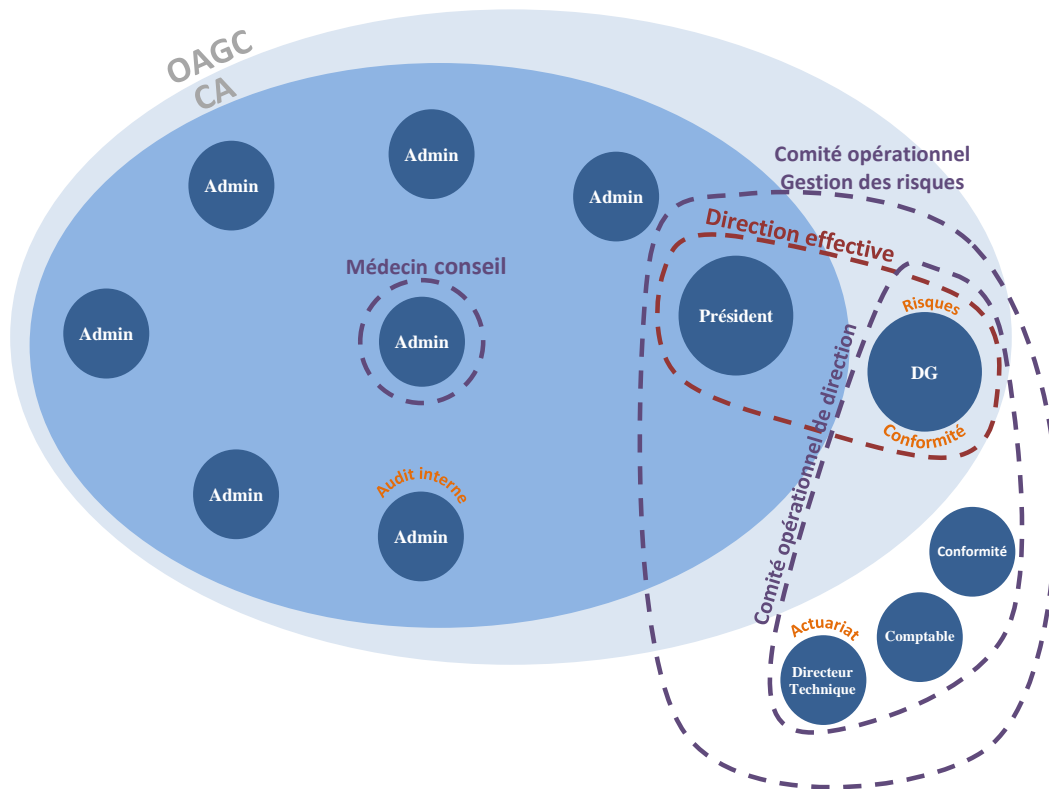 OAGC
CA
Admin
Admin
Admin
Comité opérationnel
Gestion des risques
Direction effective
Médecin conseil
Admin
Admin
Président
Risques
DG
Conformité
Comité opérationnel de direction
Admin
Audit interne
Admin
Conformité
Comptable
Actuariat
Directeur
Technique